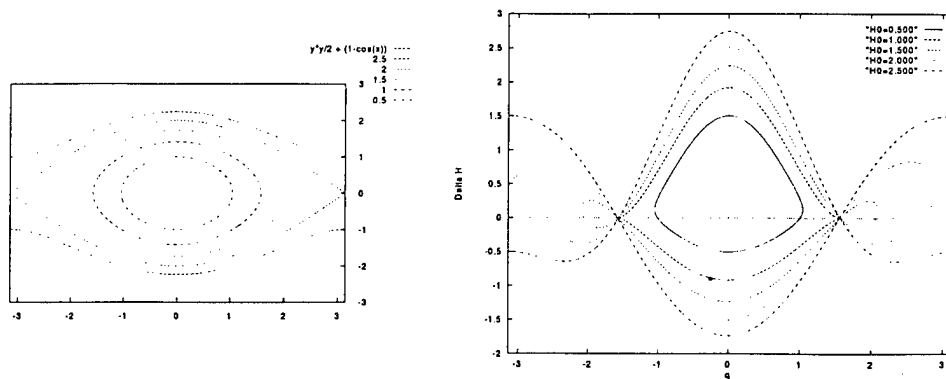 y*y/2 + (1-cos(x))
2.5
2
1.5
1
0.5
3
2
1
0
-1
-2
-3
-3 -2 -1 0 1 2 3
"H0=0.500"
"H0=1.000"
"H0=1.500"
"H0=2.000"
"H0=2.500"
3
2.5
2
1.5
1
0.5
0
-0.5
-1
-1.5
-2
Delta H
-3 -2 -1 0 1 2 3
q